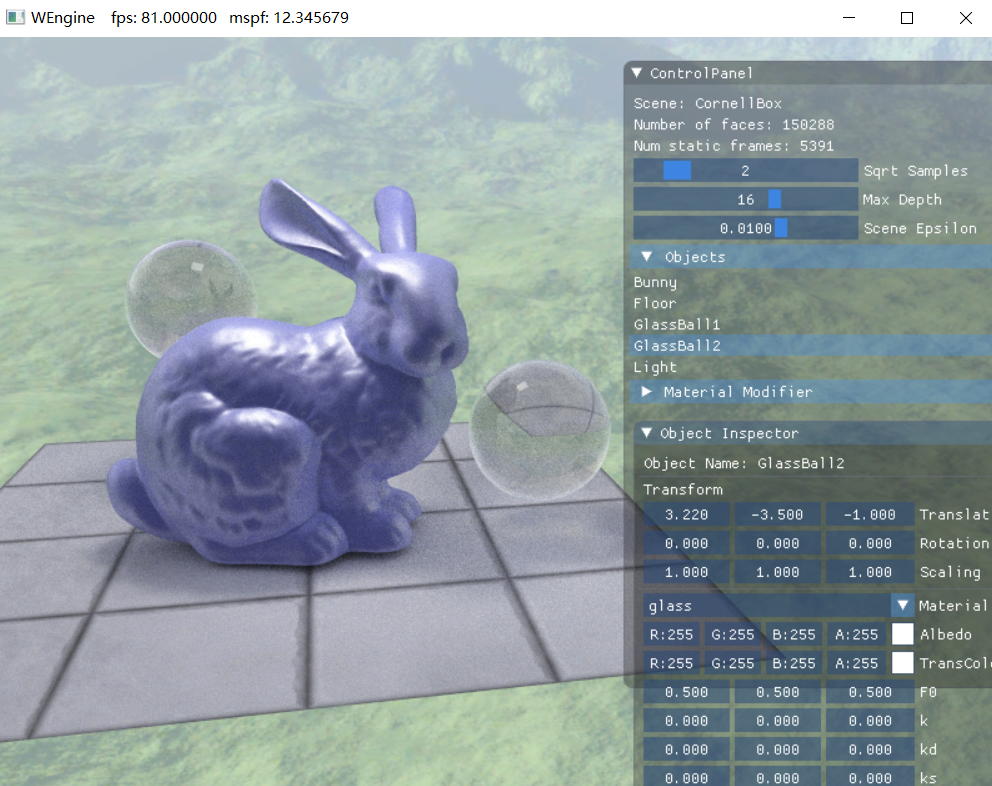 WEngine fps: 81.000000 mspf: 12.345679
ControlPanel
Scene: CornellBox
Number of faces: 150288
Num static frames: 5391
2 Sqrt Samples
16 Max Depth
0.0100 Scene Epsilon
Objects
Bunny
Floor
GlassBall1
GlassBall2
Light
Material Modifier
Object Inspector
Object Name: GlassBall2
Transform
3.220 -3.500 -1.000 Translat
0.000 0.000 0.000 Rotation
1.000 1.000 1.000 Scaling
glass Material
R:255 G:255 B:255 A:255 Albedo
R:255 G:255 B:255 A:255 TransCol
0.500 0.500 0.500 F0
0.000 0.000 0.000 k
0.000 0.000 0.000 kd
0.000 0.000 0.000 ks